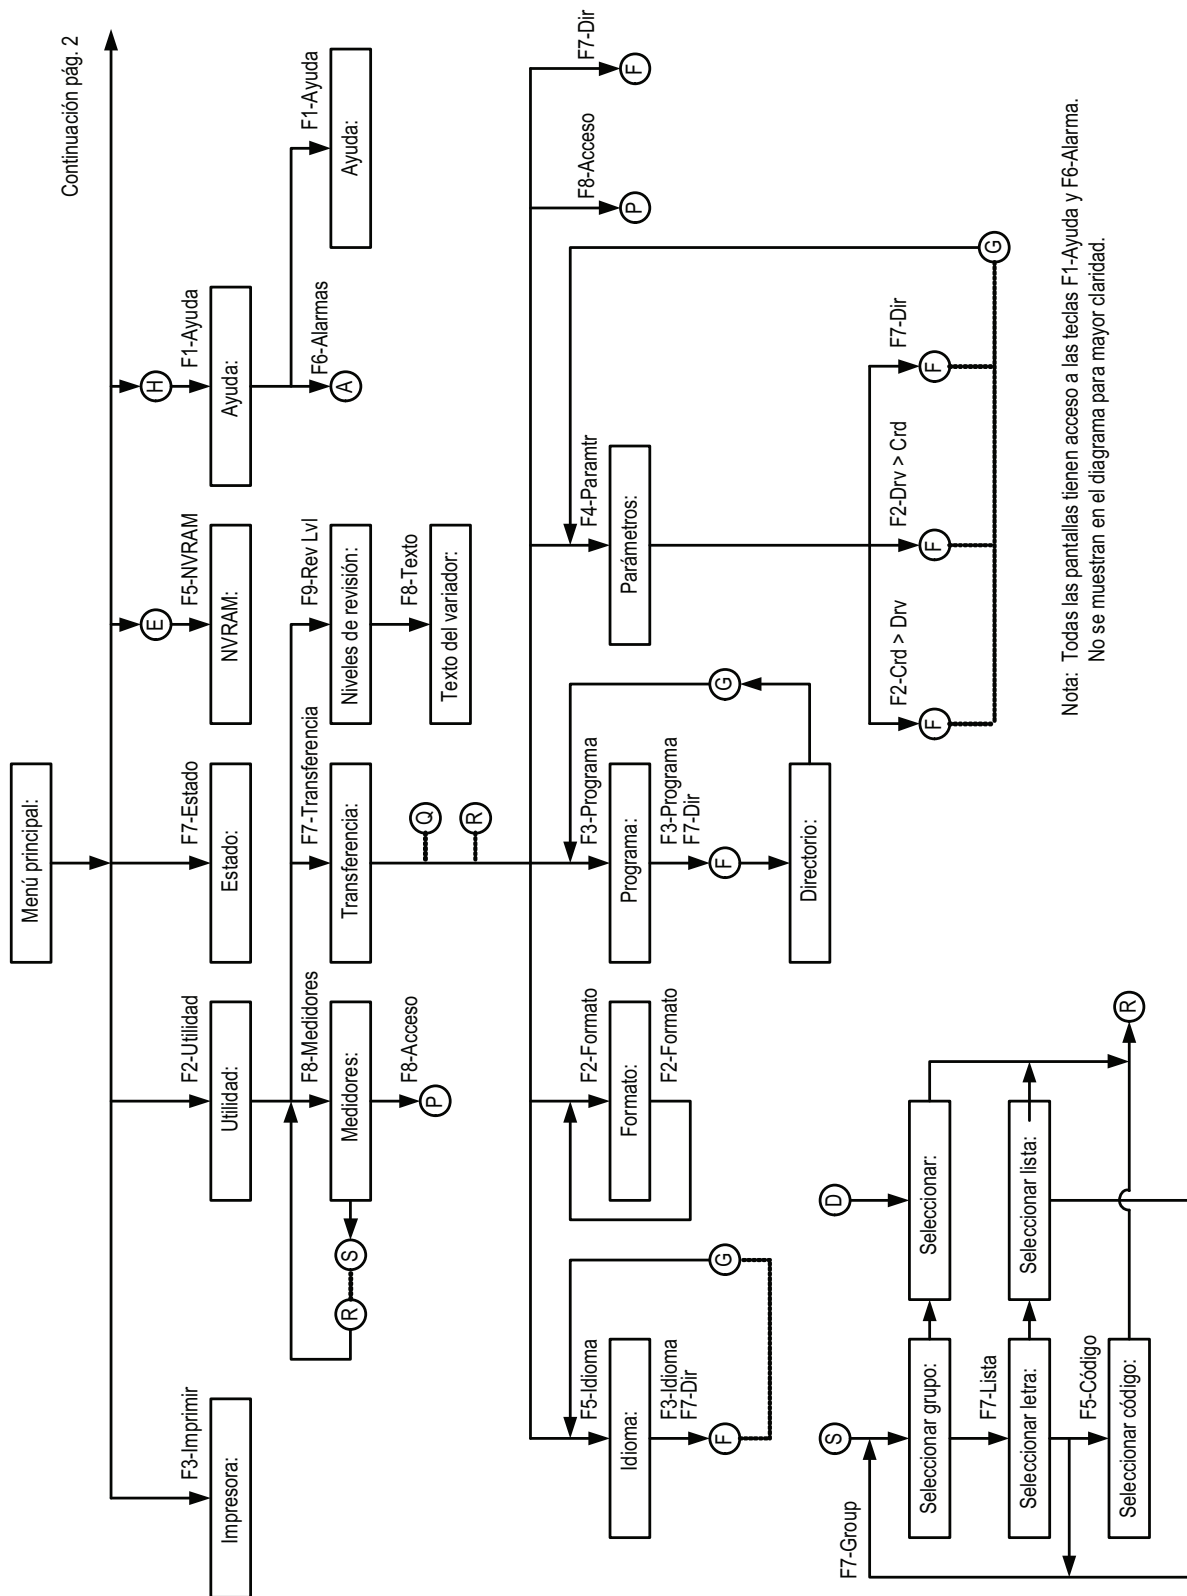 Menú principal:
Continuación pág. 2
F3-Imprimir
Impresora:
F2-Utilidad
Utilidad:
F7-Estado
Estado:
E
F5-NVRAM
NVRAM:
H
F1-Ayuda
Ayuda:
F8-Medidores
Medidores:
R
S
F8-Acceso
P
F7-Transferencia
Transferencia:
Q
R
F9-Rev Lvl
Niveles de revisión:
F8-Texto
Texto del variador:
F6-Alarmas
A
F1-Ayuda
Ayuda:
F5-Idioma
Idioma:
F3-Idioma
F7-Dir
F
G
F2-Formato
Formato:
F2-Formato
F3-Programa
Programa:
F3-Programa
F7-Dir
F
G
Directorio:
F4-Paramtr
Parámetros:
F2-Crd > Drv
F
F2-Drv > Crd
F
F7-Dir
F
G
F8-Acceso
P
F7-Dir
F
F7-Group
S
Seleccionar grupo:
D
Seleccionar:
F7-Lista
Seleccionar letra:
Seleccionar lista:
F5-Código
Seleccionar código:
R
Nota: Todas las pantallas tienen acceso a las teclas F1-Ayuda y F6-Alarma.
No se muestran en el diagrama para mayor claridad.